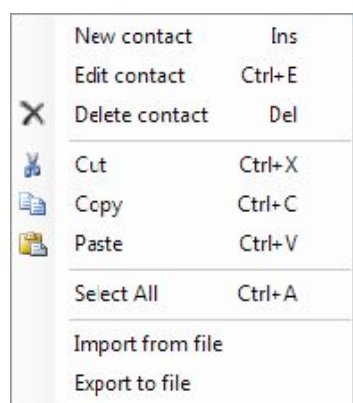 New contact Ins
Edit contact Ctrl+E
Delete contact Del
Cut Ctrl+X
Copy Ctrl+C
Paste Ctrl+V
Select All Ctrl+A
Import from file
Export to file